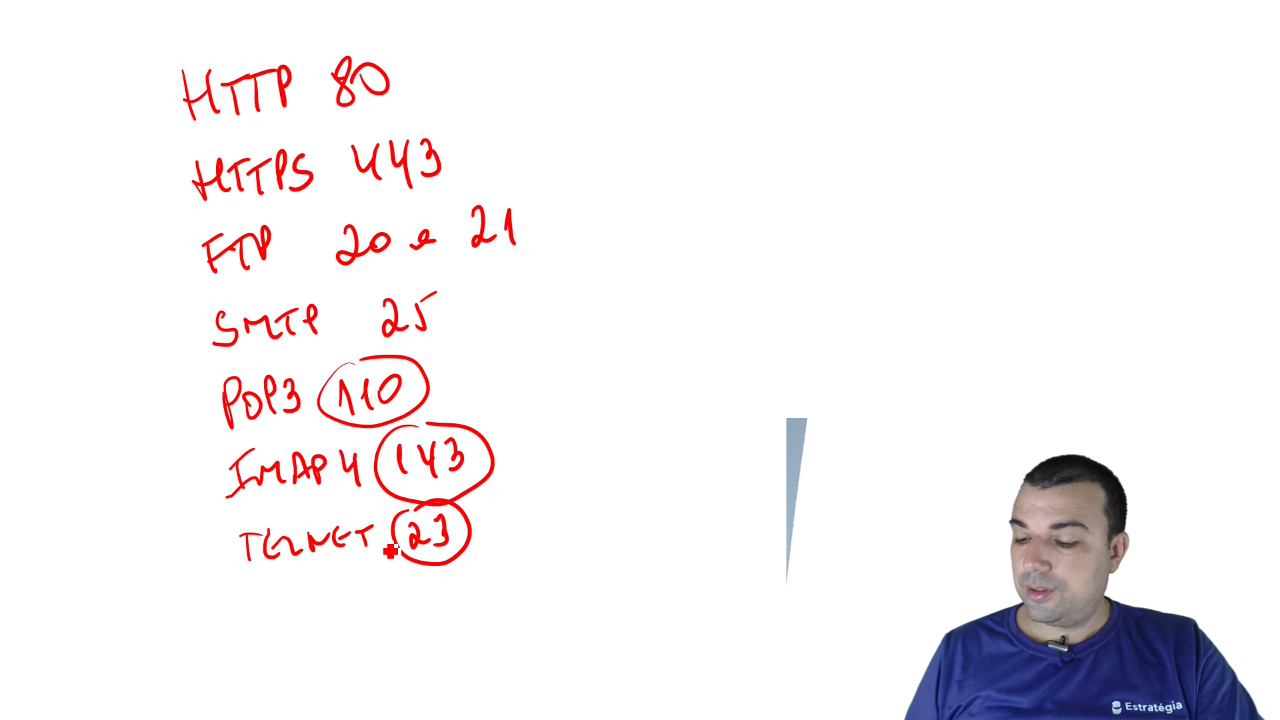 HTTP 80
HTTPS 443
FTP 20 e 21
SMTP 25
POP3 110
IMAP4 143
TELNET 23
Estratégia